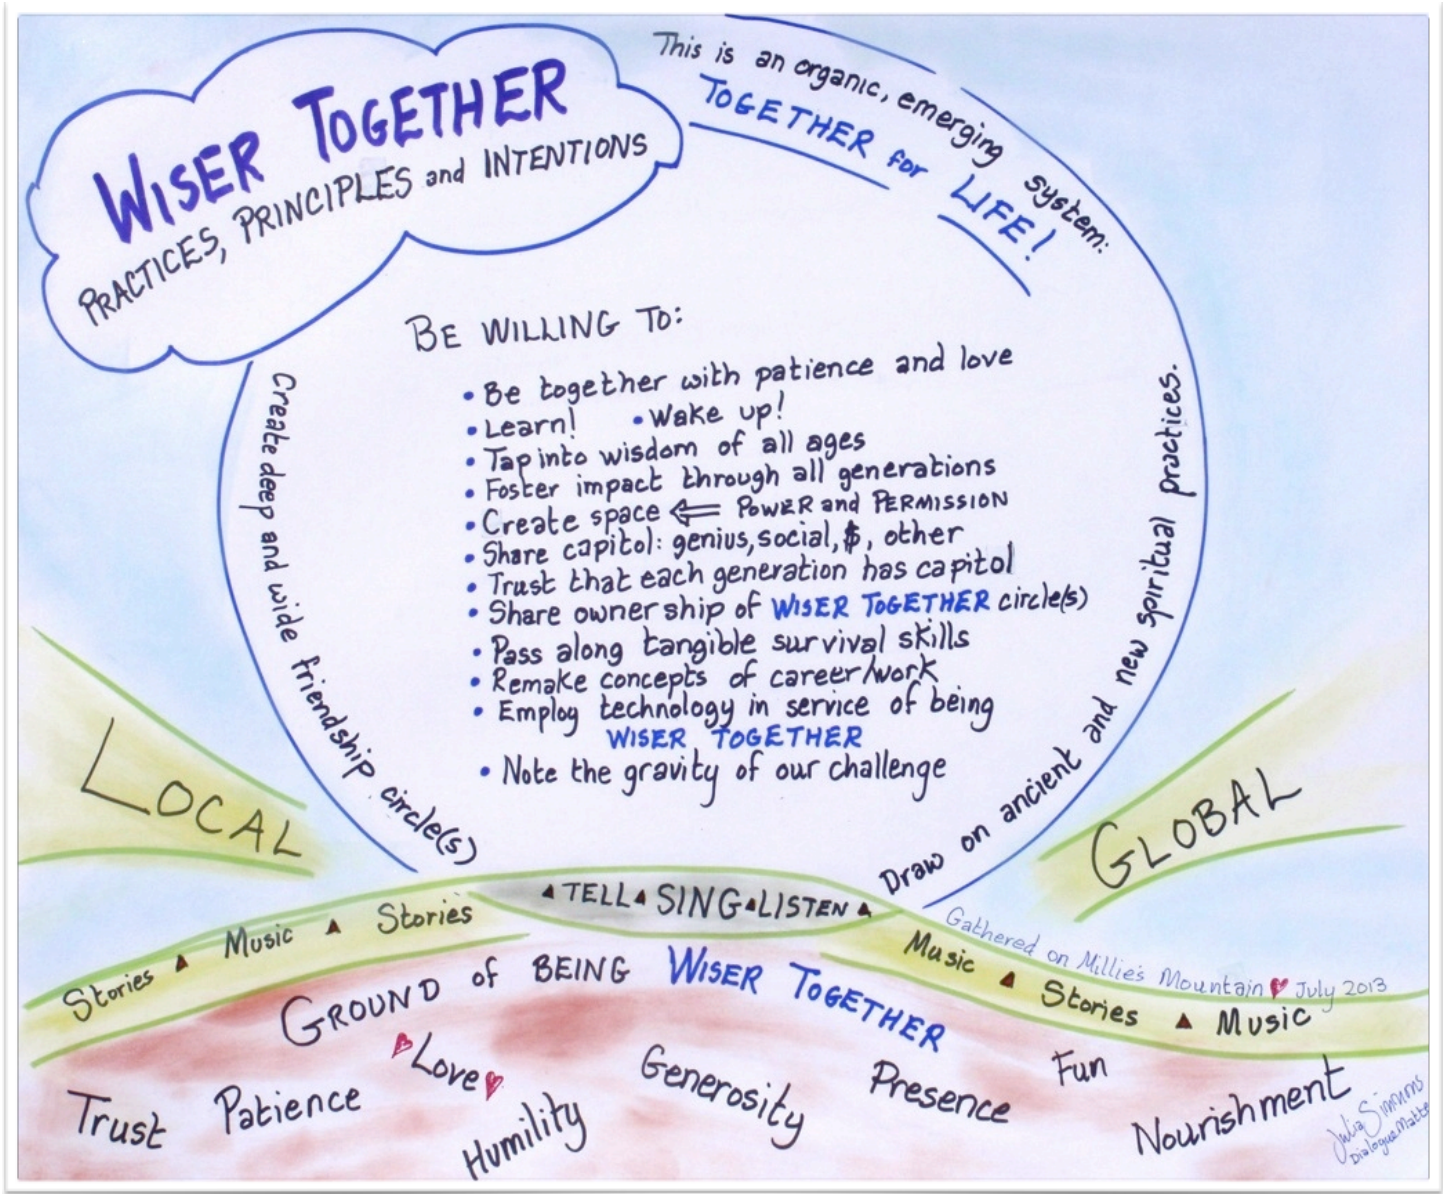 WISER TOGETHER
PRACTICES, PRINCIPLES and INTENTIONS
This is an organic, emerging system:
TOGETHER for LIFE!
BE WILLING TO:
• Be together with patience and love
• Learn! • Wake up!
• Tap into wisdom of all ages
• Foster impact through all generations
• Create space ⇐ POWER and PERMISSION
• Share capitol: genius, social, $, other
• Trust that each generation has capitol
• Share ownership of WISER TOGETHER circle(s)
• Pass along tangible survival skills
• Remake concepts of career/work
• Employ technology in service of being
WISER TOGETHER
• Note the gravity of our challenge
Create deep and wide friendship circle(s)
Draw on ancient and new spiritual practices.
LOCAL
GLOBAL
▲ TELL ▲ SING ▲ LISTEN ▲
Stories ▲ Music ▲ Stories
Music ▲ Stories ▲ Music
Gathered on Millie's Mountain ♥ July 2013
GROUND of BEING WISER TOGETHER
Trust
Patience
♥ Love ♥
Humility
Generosity
Presence
Fun
Nourishment
Julia Simmons